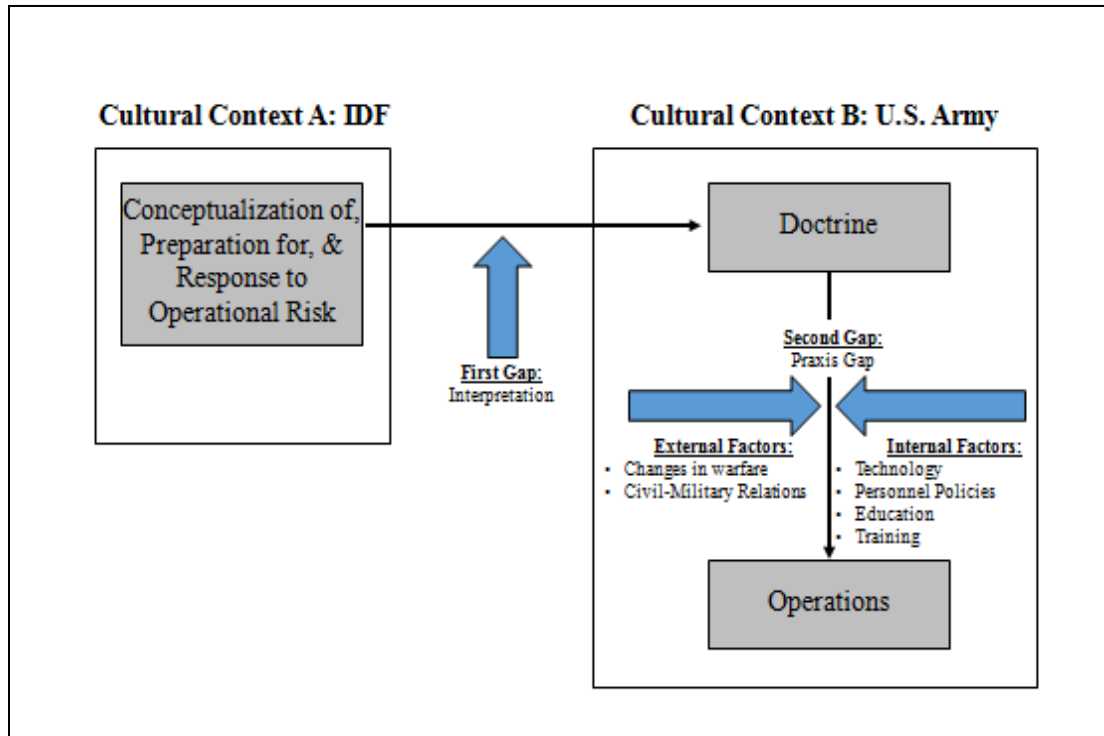 Cultural Context A: IDF
Conceptualization of,
Preparation for, &
Response to
Operational Risk
First Gap:
Interpretation
Cultural Context B: U.S. Army
Doctrine
Second Gap:
Praxis Gap
External Factors:
• Changes in warfare
• Civil-Military Relations
Internal Factors:
• Technology
• Personnel Policies
• Education
• Training
Operations